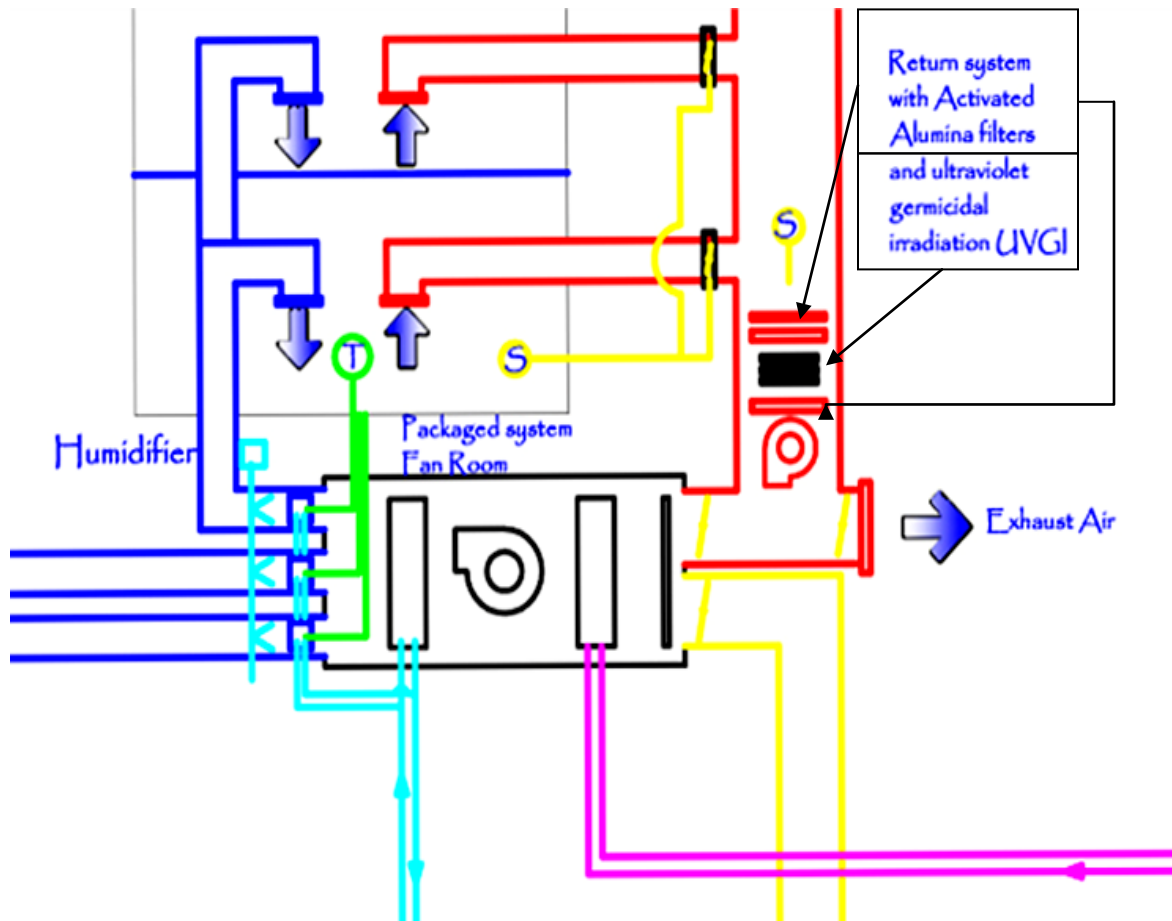 Return system
with Activated
Alumina filters
and ultraviolet
germicidal
irradiation UVGI
S
T
S
Humidifier
Packaged system
Fan Room
Exhaust Air